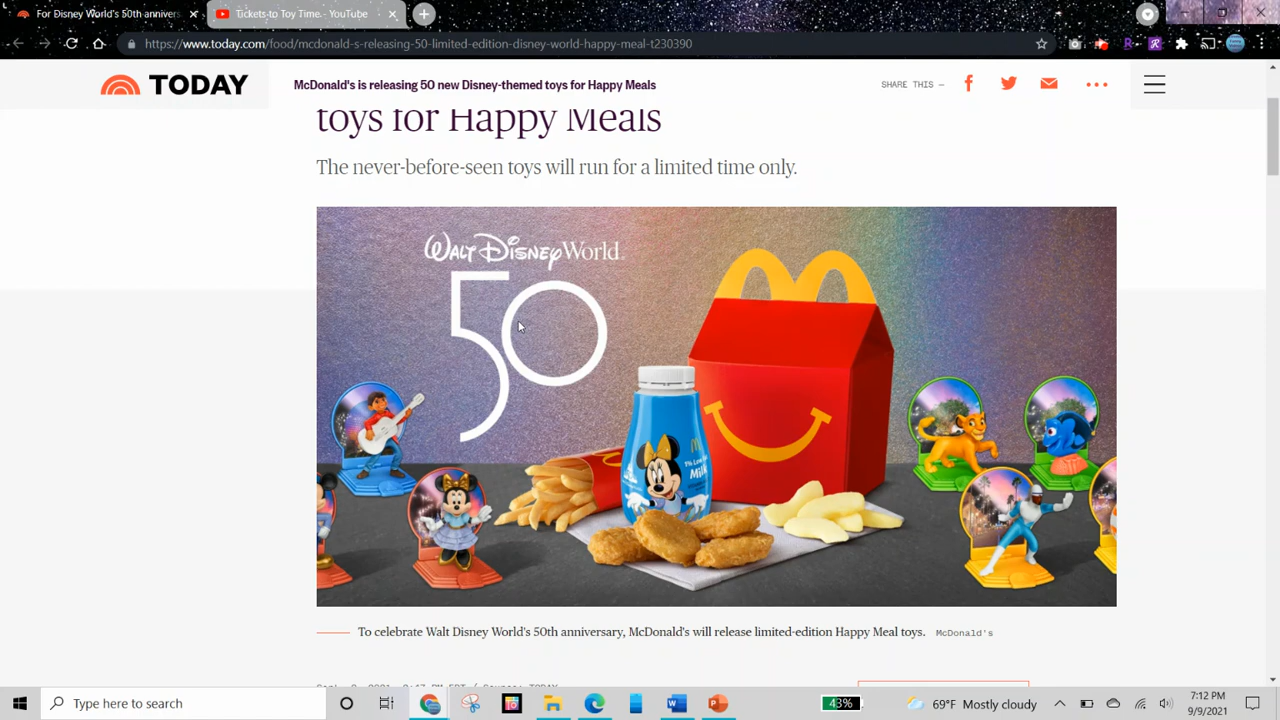 For Disney World's 50th annivers
Tickets to Toy Time. - YouTube
https://www.today.com/food/mcdonald-s-releasing-50-limited-edition-disney-world-happy-meal-t230390
TODAY
McDonald's is releasing 50 new Disney-themed toys for Happy Meals
SHARE THIS —
toys for Happy Meals
The never-before-seen toys will run for a limited time only.
Walt Disney World
50
1% Low Fat
Milk
To celebrate Walt Disney World's 50th anniversary, McDonald's will release limited-edition Happy Meal toys. McDonald's
Type here to search
43%
69°F Mostly cloudy
7:12 PM
9/9/2021